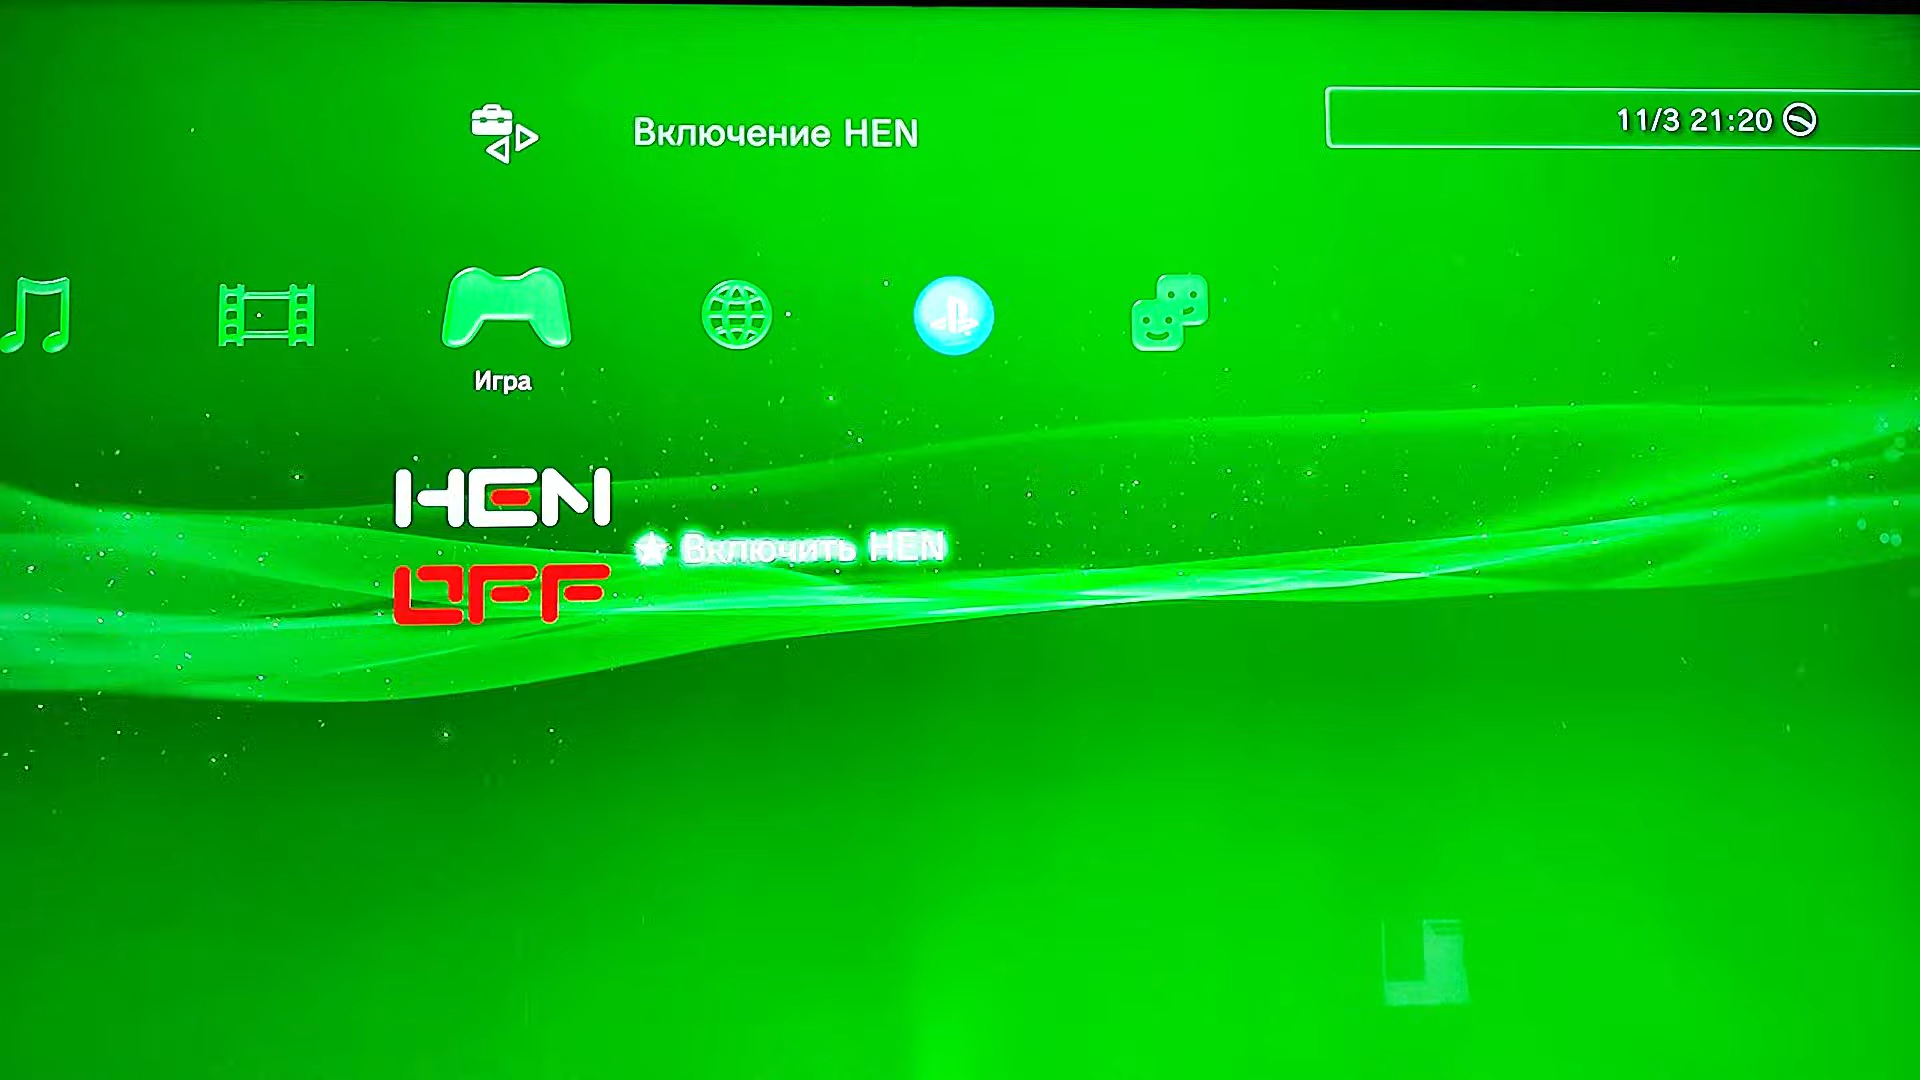 Включение HEN
11/3 21:20
Игра
HEN
★ Включить HEN
OFF